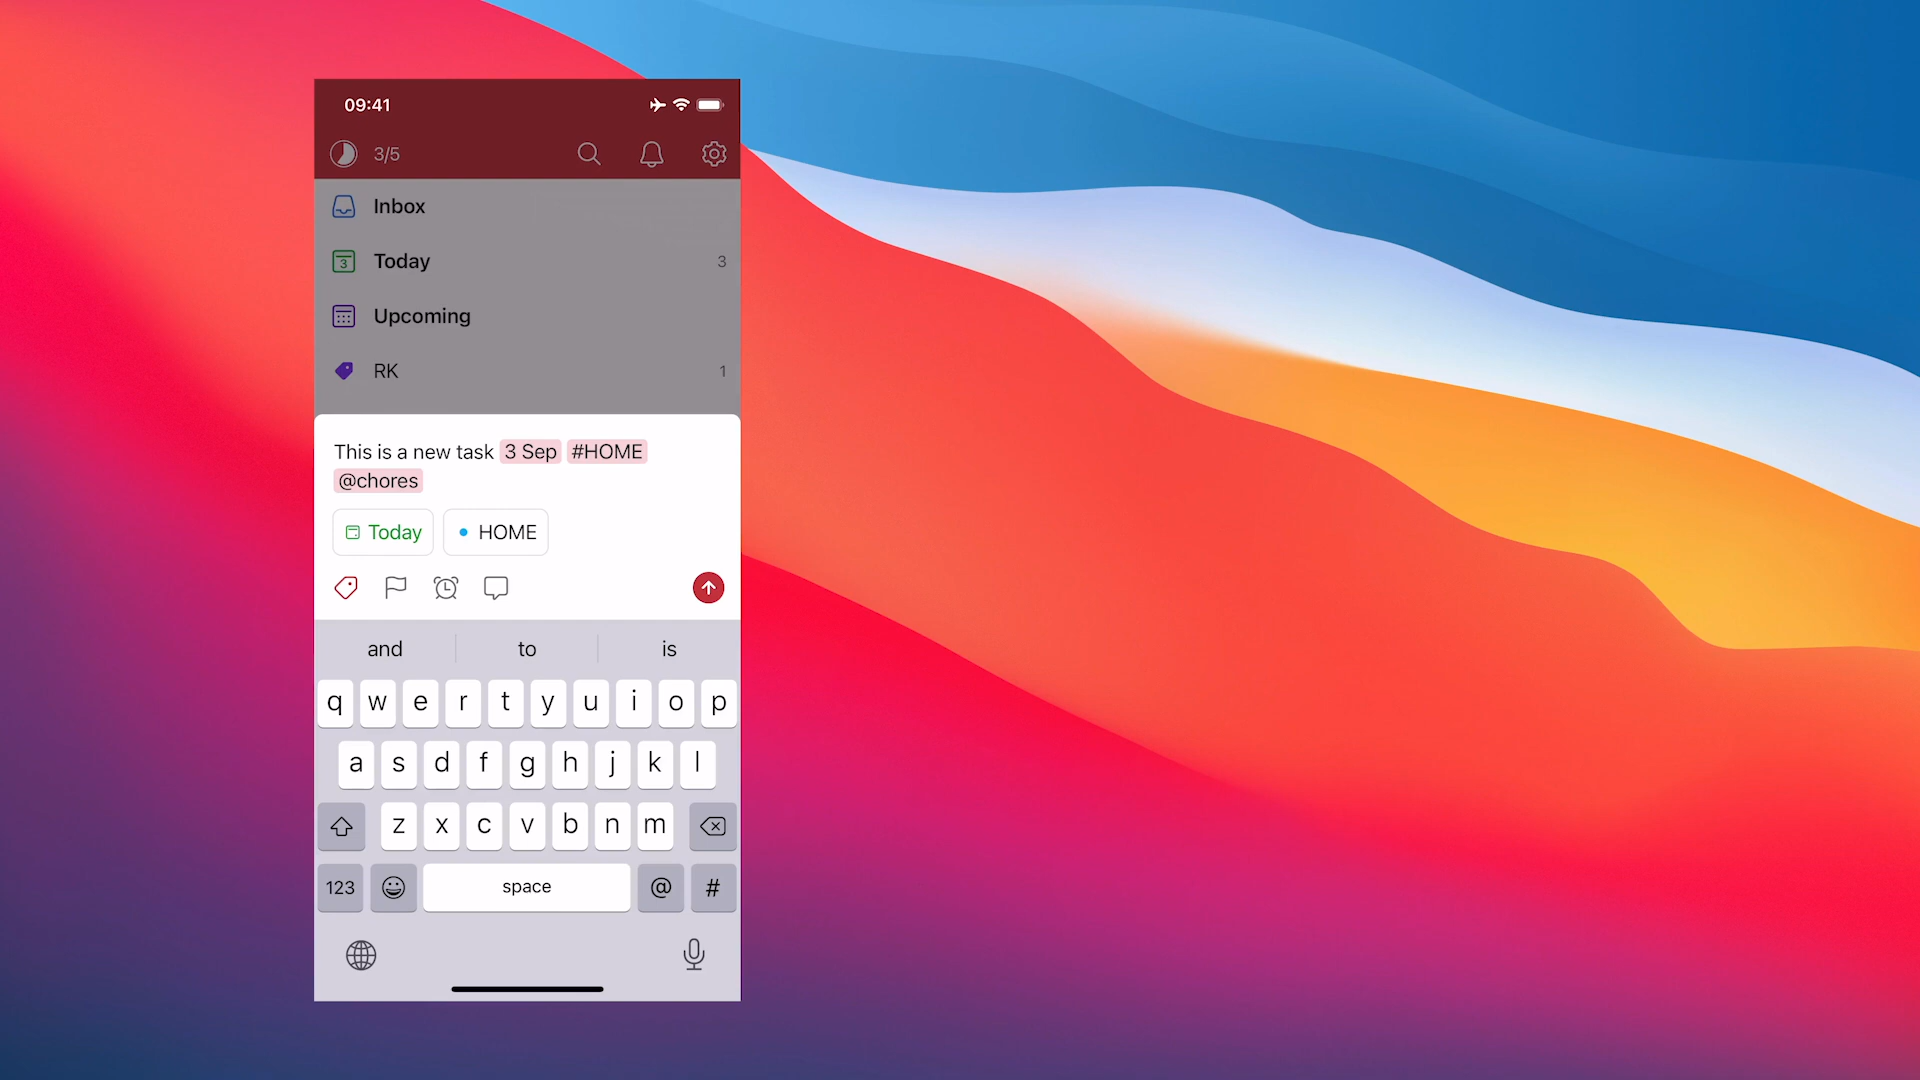 09:41
3/5
Inbox
3 Today 3
Upcoming
RK 1
This is a new task 3 Sep #HOME
@chores
Today HOME
and to is
q w e r t y u i o p
a s d f g h j k l
z x c v b n m
123 space @ #